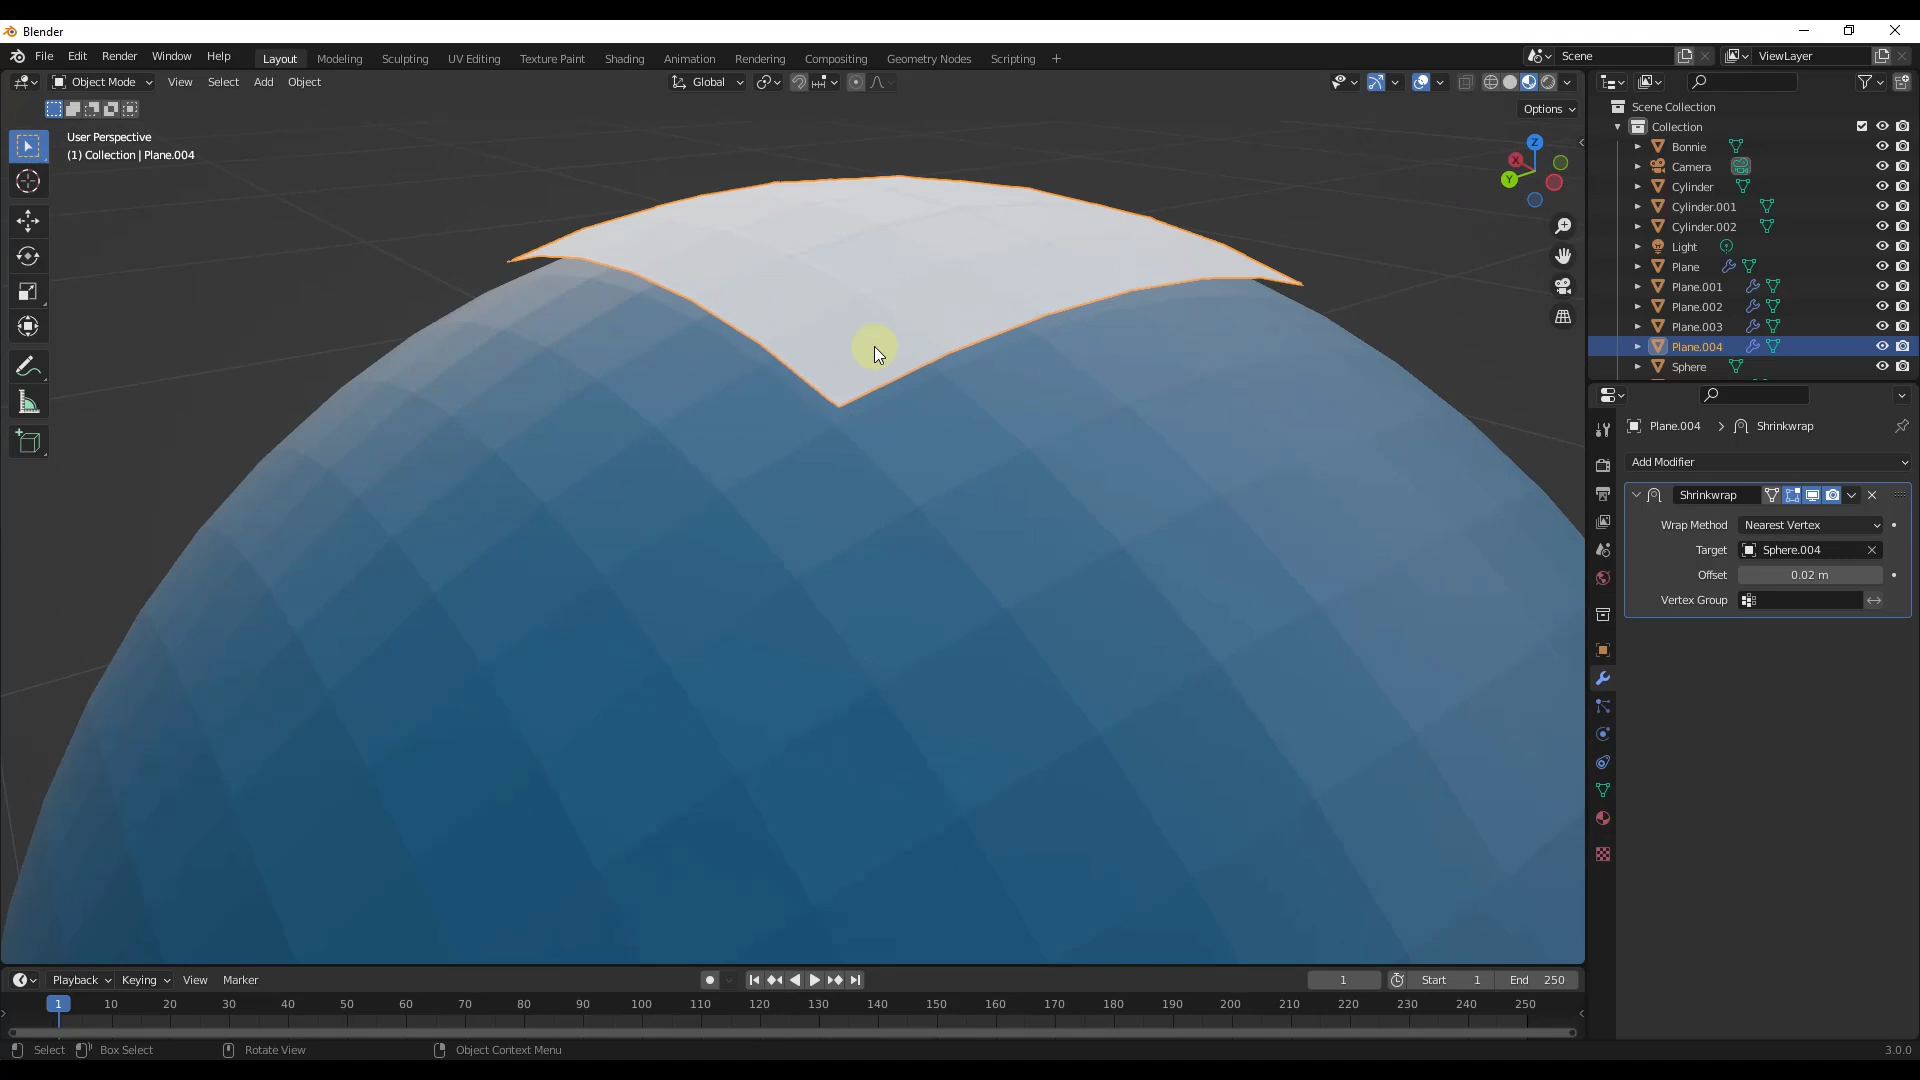 Blender
File Edit Render Window Help Layout Modeling Sculpting UV Editing Texture Paint Shading Animation Rendering Compositing Geometry Nodes Scripting + Scene ViewLayer
Object Mode View Select Add Object Global
Options
User Perspective
(1) Collection | Plane.004
Z
X
Y
Scene Collection
Collection
Bonnie
Camera
Cylinder
Cylinder.001
Cylinder.002
Light
Plane
Plane.001
Plane.002
Plane.003
Plane.004
Sphere
Plane.004 > Shrinkwrap
Add Modifier
Shrinkwrap
Wrap Method Nearest Vertex
Target Sphere.004
Offset 0.02 m
Vertex Group
Playback Keying View Marker 1 Start 1 End 250
1 10 20 30 40 50 60 70 80 90 100 110 120 130 140 150 160 170 180 190 200 210 220 230 240 250
Select Box Select Rotate View Object Context Menu 3.0.0